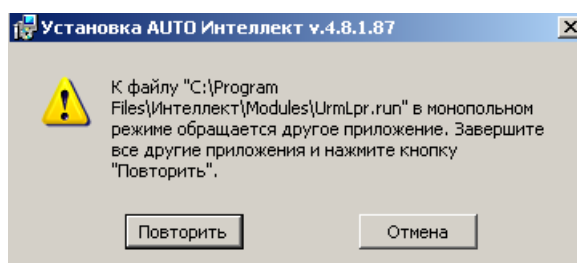 Установка AUTO Интеллект v.4.8.1.87
К файлу "C:\Program
Files\Интеллект\Modules\UrmLpr.run" в монопольном
режиме обращается другое приложение. Завершите
все другие приложения и нажмите кнопку
"Повторить".
Повторить Отмена